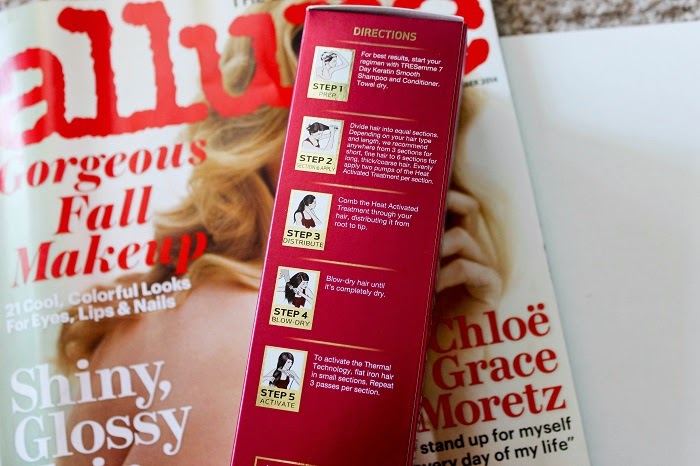 allure
BER 2014
Gorgeous
Fall
Makeup
21 Cool, Colorful Looks
For Eyes, Lips & Nails
Shiny,
Glossy
Chloë
Grace
Moretz
stand up for myself
every day of my life"
DIRECTIONS
STEP 1
PREP
For best results, start your
regimen with TRESemme 7
Day Keratin Smooth
Shampoo and Conditioner.
Towel dry.
STEP 2
SECTION & APPLY
Divide hair into equal sections.
Depending on your hair type
and length, we recommend
anywhere from 3 sections for
short, fine hair to 6 sections for
long, thick/coarse hair. Evenly
apply two pumps of the Heat
Activated Treatment per section.
STEP 3
DISTRIBUTE
Comb the Heat Activated
Treatment through your
hair, distributing it from
root to tip.
STEP 4
BLOW-DRY
Blow-dry hair until
it's completely dry.
STEP 5
ACTIVATE
To activate the Thermal
Technology, flat iron hair
in small sections. Repeat
3 passes per section.